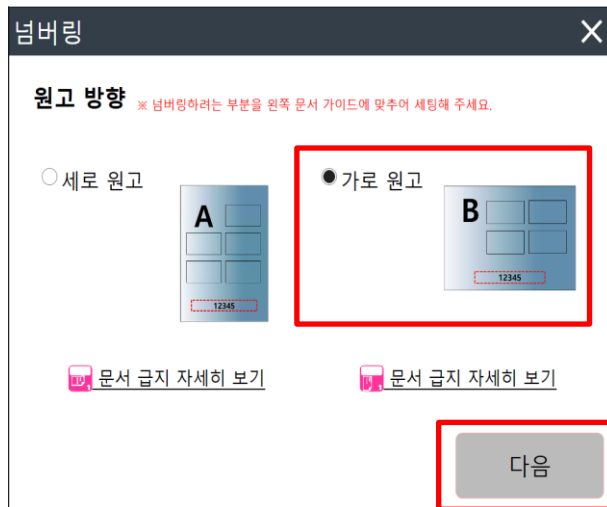 넘버링
원고 방향 ※ 넘버링하려는 부분을 왼쪽 문서 가이드에 맞추어 세팅해 주세요.
세로 원고
A
12345
가로 원고
B
12345
문서 급지 자세히 보기
문서 급지 자세히 보기
다음